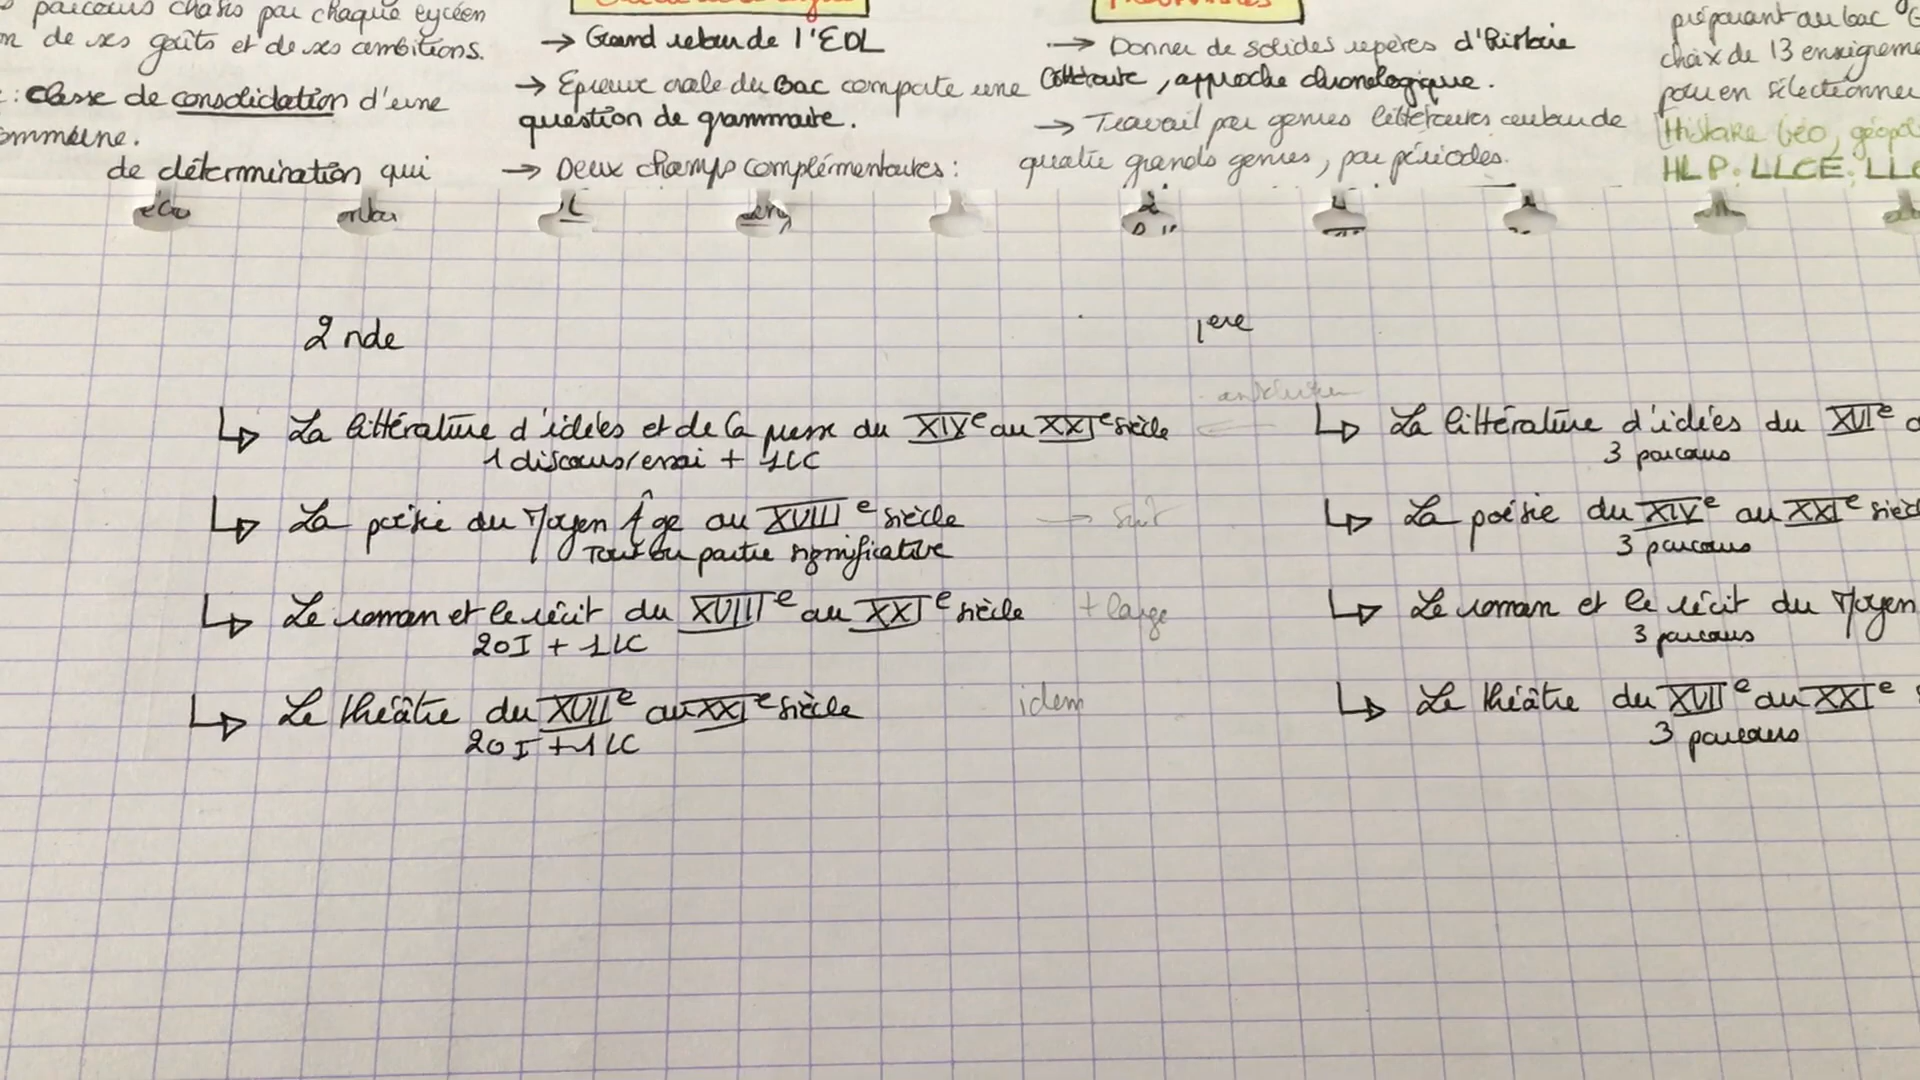 parcours choisis par chaque lycéen
de ses goûts et de ses ambitions.
: classe de consolidation d'une
de détermination qui
→ Grand retour de l'EDL
→ Epreuve orale du Bac comporte une
question de grammaire.
→ Deux champs complémentaires :
→ Donner de solides repères d'histoire
littéraire, approche chronologique.
→ Travail par genres littéraires autour de
quatre grands genres, par périodes.
préparant au bac G
choix de 13 enseigneme
pour en sélectionner
Histoire Géo, géopol
HLP. LLCE. LLC
2nde
↳ La littérature d'idées et de la presse du XIXe au XXIe siècle
1 discours/essai + 1LC
↳ La poésie du Moyen Âge au XVIIIe siècle
→ suit
Tout ou partie significative
↳ Le roman et le récit du XVIIIe au XXIe siècle
+ large
2OI + 1LC
↳ Le théâtre du XVIIe au XXIe siècle
idem
2OI + 1LC
1ere
↳ La littérature d'idées du XVIe
3 parcours
↳ La poésie du XIXe au XXIe siècl
3 parcours
↳ Le roman et le récit du Moyen
3 parcours
↳ Le théâtre du XVIIe au XXIe
3 parcours